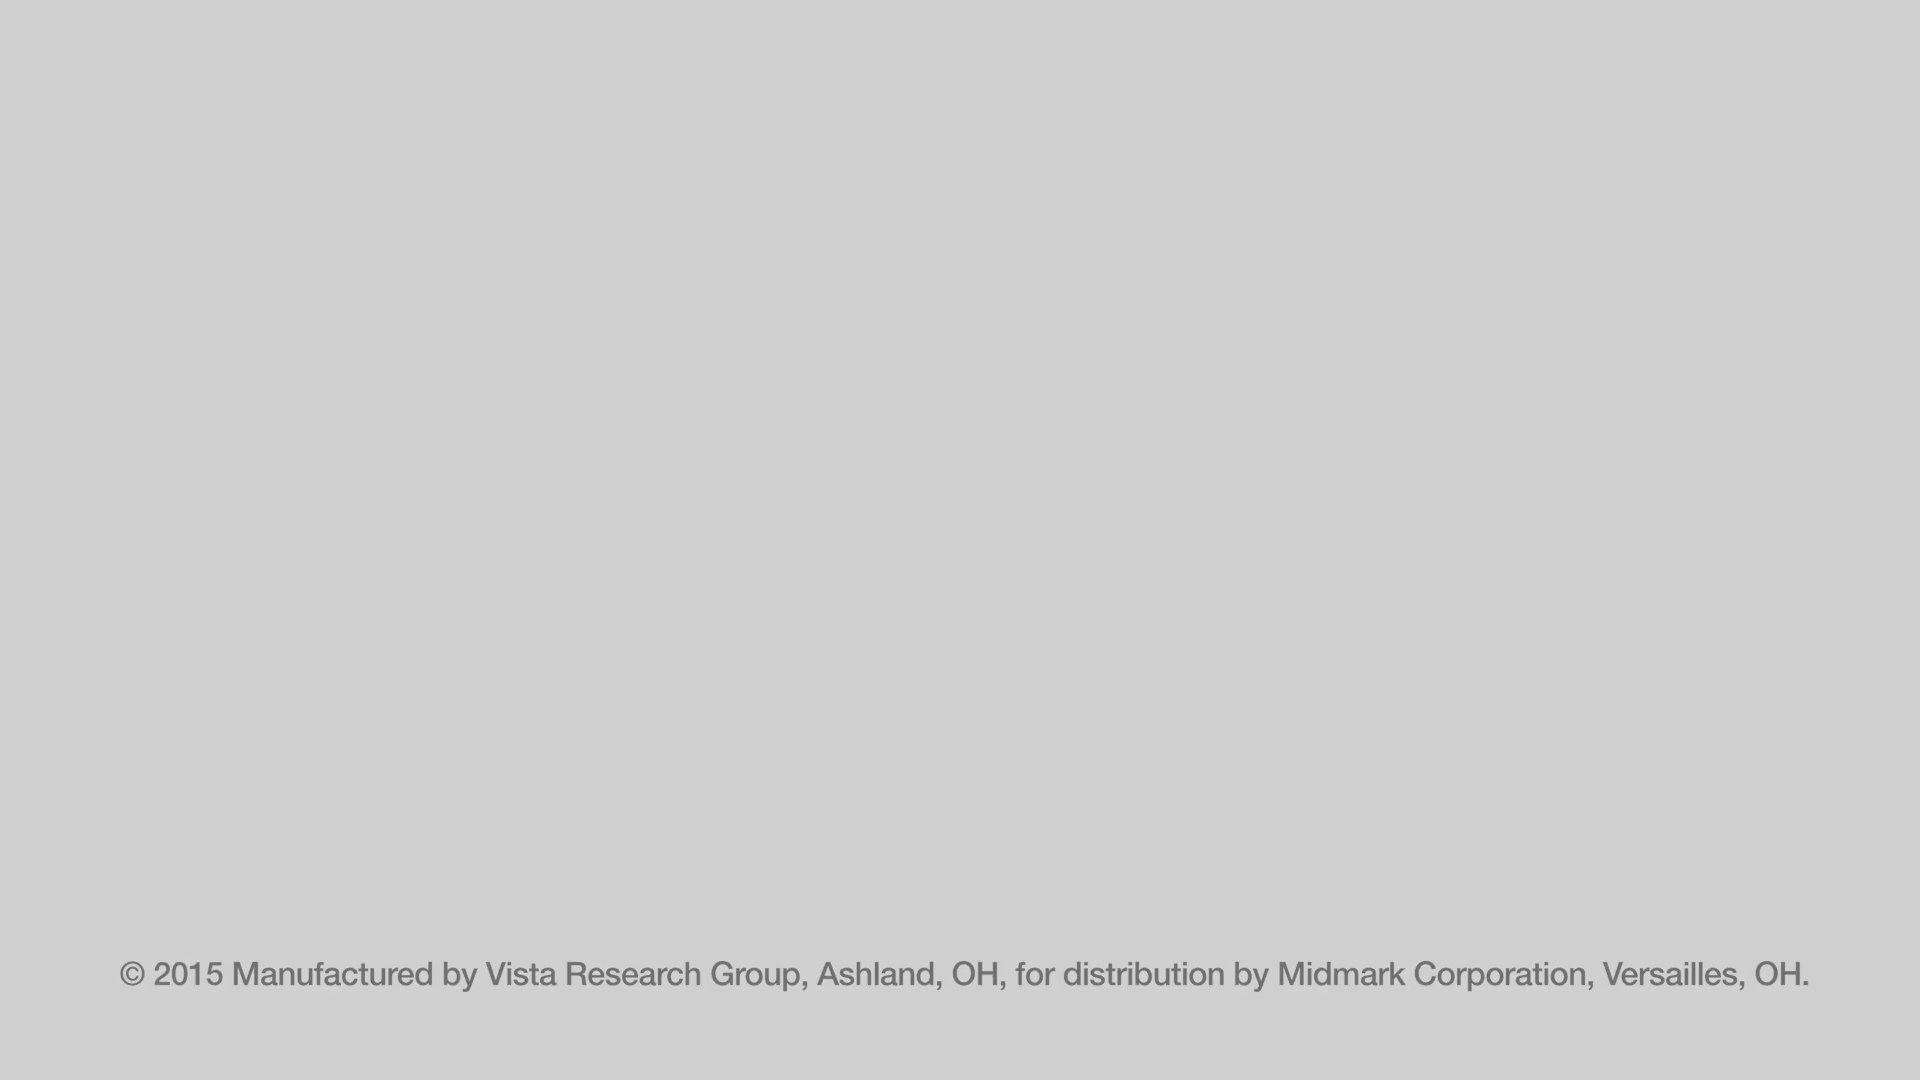 © 2015 Manufactured by Vista Research Group, Ashland, OH, for distribution by Midmark Corporation, Versailles, OH.